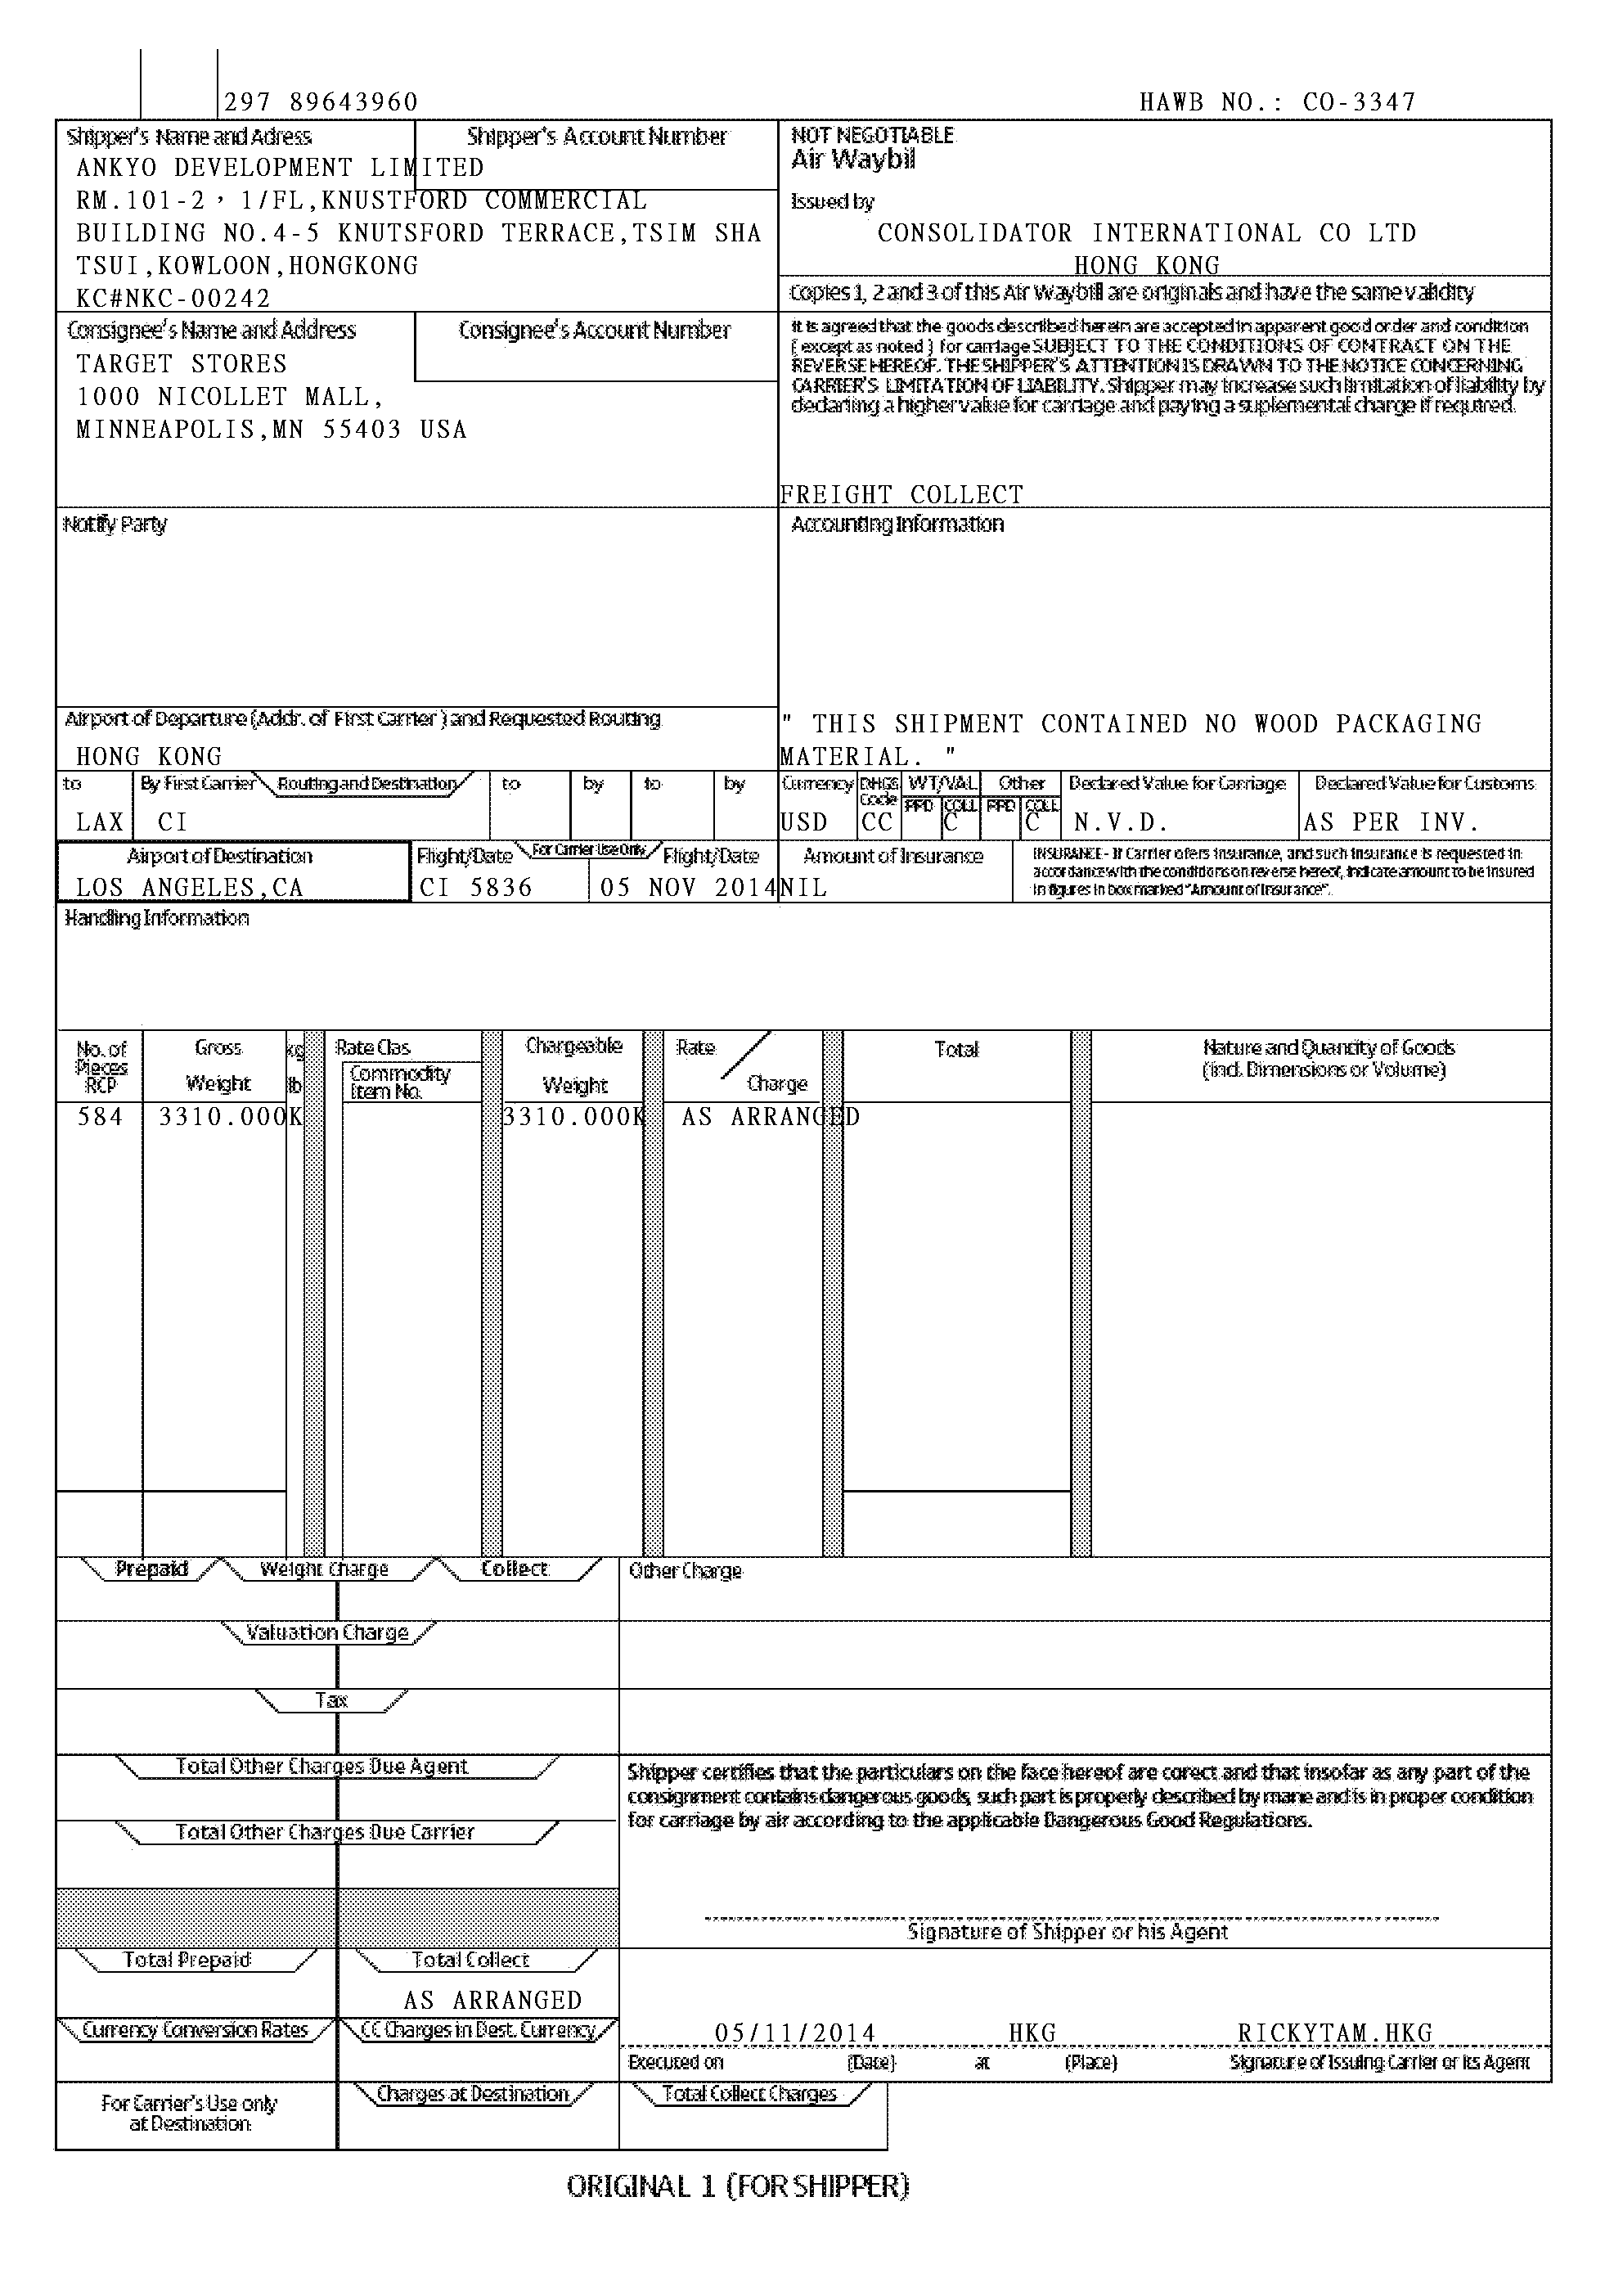 297 89643960
HAWB NO.: CO-3347
Shipper's Name and Adress
Shipper's Account Number
ANKYO DEVELOPMENT LIMITED
RM.101-2，1/FL,KNUSTFORD COMMERCIAL
BUILDING NO.4-5 KNUTSFORD TERRACE,TSIM SHA
TSUI,KOWLOON,HONGKONG
KC#NKC-00242
NOT NEGOTIABLE
Air Waybil
Issued by
CONSOLIDATOR INTERNATIONAL CO LTD
HONG KONG
Copies 1, 2 and 3 of this Air Waybill are originals and have the same validity
Consignee's Name and Address
Consignee's Account Number
TARGET STORES
1000 NICOLLET MALL,
MINNEAPOLIS,MN 55403 USA
It is agreed that the goods described herein are accepted in apparent good order and condition
( except as noted ) for carriage SUBJECT TO THE CONDITIONS OF CONTRACT ON THE
REVERSE HEREOF. THE SHIPPER'S ATTENTION IS DRAWN TO THE NOTICE CONCERNING
CARRIER'S LIMITATION OF LIABILITY. Shipper may increase such limitation of liability by
declaring a higher value for carriage and paying a suplemental charge if required.
FREIGHT COLLECT
Notify Party
Accounting Information
Airport of Departure (Addr. of First Carrier ) and Requested Routing
HONG KONG
" THIS SHIPMENT CONTAINED NO WOOD PACKAGING
MATERIAL. "
to
By First Carrier
Routing and Destination
to
by
to
by
LAX
CI
Currency
CHGS Code
WT/VAL
PPD
COLL
Other
PPD
COLL
Declared Value for Carriage
Declared Value for Customs
USD
CC
C
C
N.V.D.
AS PER INV.
Airport of Destination
Flight/Date
For Carrier Use Only
Flight/Date
Amount of Insurance
LOS ANGELES,CA
CI 5836
05 NOV 2014
NIL
INSURANCE - If Carrier ofers insurance, and such insurance is requested in
accordance with the conditions on reverse hereof, indicate amount to be insured
in figures in box marked "Amount of Insurance".
Handling Information
No. of
Pieces
RCP
Gross
Weight
kg
lb
Rate Clas
Commodity
Item No.
Chargeable
Weight
Rate
Charge
Total
Nature and Quantity of Goods
(incl. Dimensions or Volume)
584
3310.000K
3310.000K
AS ARRANGED
Prepaid
Weight Charge
Collect
Other Charge
Valuation Charge
Tax
Total Other Charges Due Agent
Shipper certifies that the particulars on the face hereof are corect and that insofar as any part of the
consignment contains dangerous goods, such part is properly described by mane and is in proper condition
for carriage by air according to the applicable Dangerous Good Regulations.
Total Other Charges Due Carrier
Signature of Shipper or his Agent
Total Prepaid
Total Collect
AS ARRANGED
Currency Conversion Rates
CC Charges in Dest. Currency
05/11/2014
HKG
RICKYTAM.HKG
Executed on
(Date)
at
(Place)
Signature of Issuing Carrier or its Agent
For Carrier's Use only
at Destination
Charges at Destination
Total Collect Charges
ORIGINAL 1 (FOR SHIPPER)